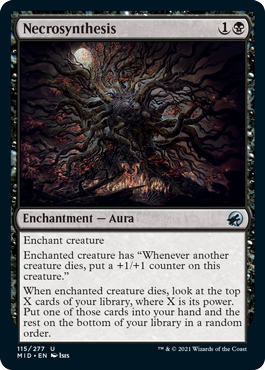 Necrosynthesis 1
Enchantment — Aura
Enchant creature
Enchanted creature has “Whenever another
creature dies, put a +1/+1 counter on this
creature.”
When enchanted creature dies, look at the top
X cards of your library, where X is its power.
Put one of those cards into your hand and the
rest on the bottom of your library in a random
order.
115/277 U
MID • EN Isis
™ & © 2021 Wizards of the Coast